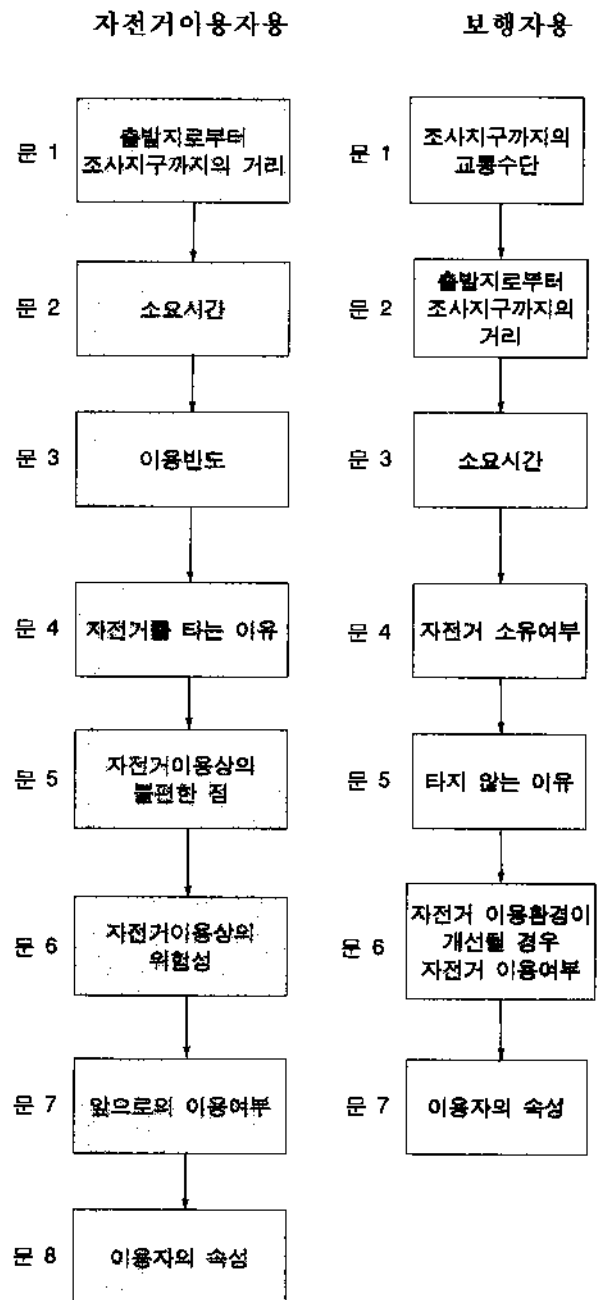 자전거이용자용
문 1
출발지로부터
조사지구까지의 거리
문 2
소요시간
문 3
이용빈도
문 4
자전거를 타는 이유
문 5
자전거이용상의
불편한 점
문 6
자전거이용상의
위험성
문 7
앞으로의 이용여부
문 8
이용자의 속성
보행자용
문 1
조사지구까지의
교통수단
문 2
출발지로부터
조사지구까지의
거리
문 3
소요시간
문 4
자전거 소유여부
문 5
타지 않는 이유
문 6
자전거 이용환경이
개선될 경우
자전거 이용여부
문 7
이용자의 속성